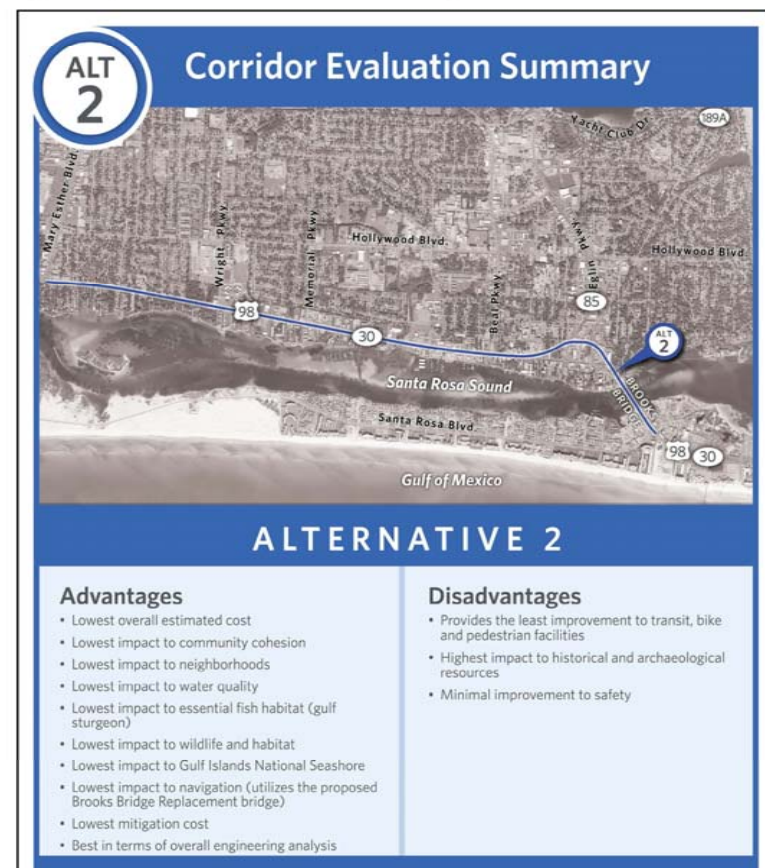 ALT
2
Corridor Evaluation Summary
Yacht Club Dr
189A
Mary Esther Blvd.
Wright Pkwy
Memorial Pkwy
Hollywood Blvd.
Beal Pkwy
Eglin Pkwy
Hollywood Blvd.
85
98
30
ALT
2
BROOKS
BRIDGE
Santa Rosa Sound
Santa Rosa Blvd.
98
30
Gulf of Mexico
ALTERNATIVE 2
Advantages
• Lowest overall estimated cost
• Lowest impact to community cohesion
• Lowest impact to neighborhoods
• Lowest impact to water quality
• Lowest impact to essential fish habitat (gulf
sturgeon)
• Lowest impact to wildlife and habitat
• Lowest impact to Gulf Islands National Seashore
• Lowest impact to navigation (utilizes the proposed
Brooks Bridge Replacement bridge)
• Lowest mitigation cost
• Best in terms of overall engineering analysis
Disadvantages
• Provides the least improvement to transit, bike
and pedestrian facilities
• Highest impact to historical and archaeological
resources
• Minimal improvement to safety